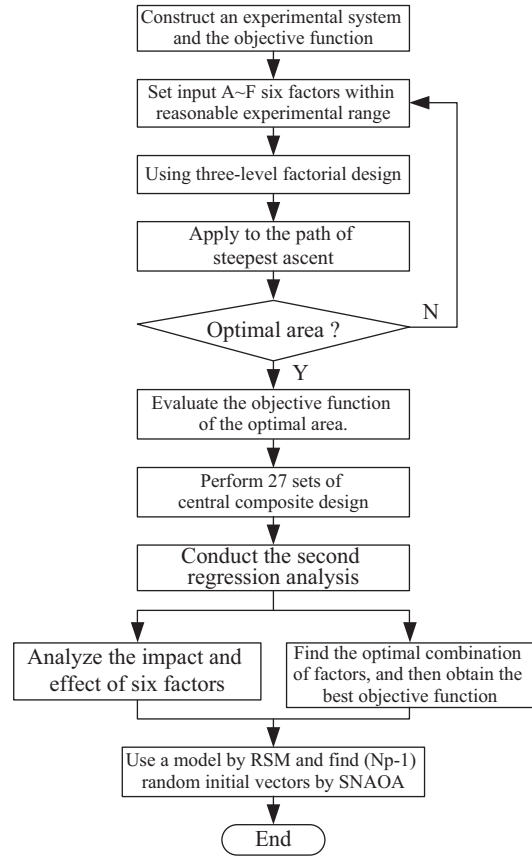 Construct an experimental system
and the objective function
Set input A~F six factors within
reasonable experimental range
Using three-level factorial design
Apply to the path of
steepest ascent
Optimal area ?
N
Y
Evaluate the objective function
of the optimal area.
Perform 27 sets of
central composite design
Conduct the second
regression analysis
Analyze the impact and
effect of six factors
Find the optimal combination
of factors, and then obtain the
the best objective function
Use a model by RSM and find (Np-1)
random initial vectors by SNAOA
End